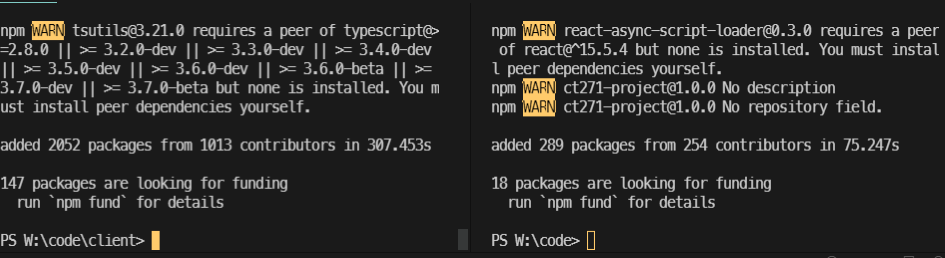 npm WARN tsutils@3.21.0 requires a peer of typescript@>
=2.8.0 || >= 3.2.0-dev || >= 3.3.0-dev || >= 3.4.0-dev
|| >= 3.5.0-dev || >= 3.6.0-dev || >= 3.6.0-beta || >=
3.7.0-dev || >= 3.7.0-beta but none is installed. You m
ust install peer dependencies yourself.
added 2052 packages from 1013 contributors in 307.453s
147 packages are looking for funding
run `npm fund` for details
PS W:\code\client>
npm WARN react-async-script-loader@0.3.0 requires a peer
of react@^15.5.4 but none is installed. You must instal
l peer dependencies yourself.
npm WARN ct271-project@1.0.0 No description
npm WARN ct271-project@1.0.0 No repository field.
added 289 packages from 254 contributors in 75.247s
18 packages are looking for funding
run `npm fund` for details
PS W:\code>